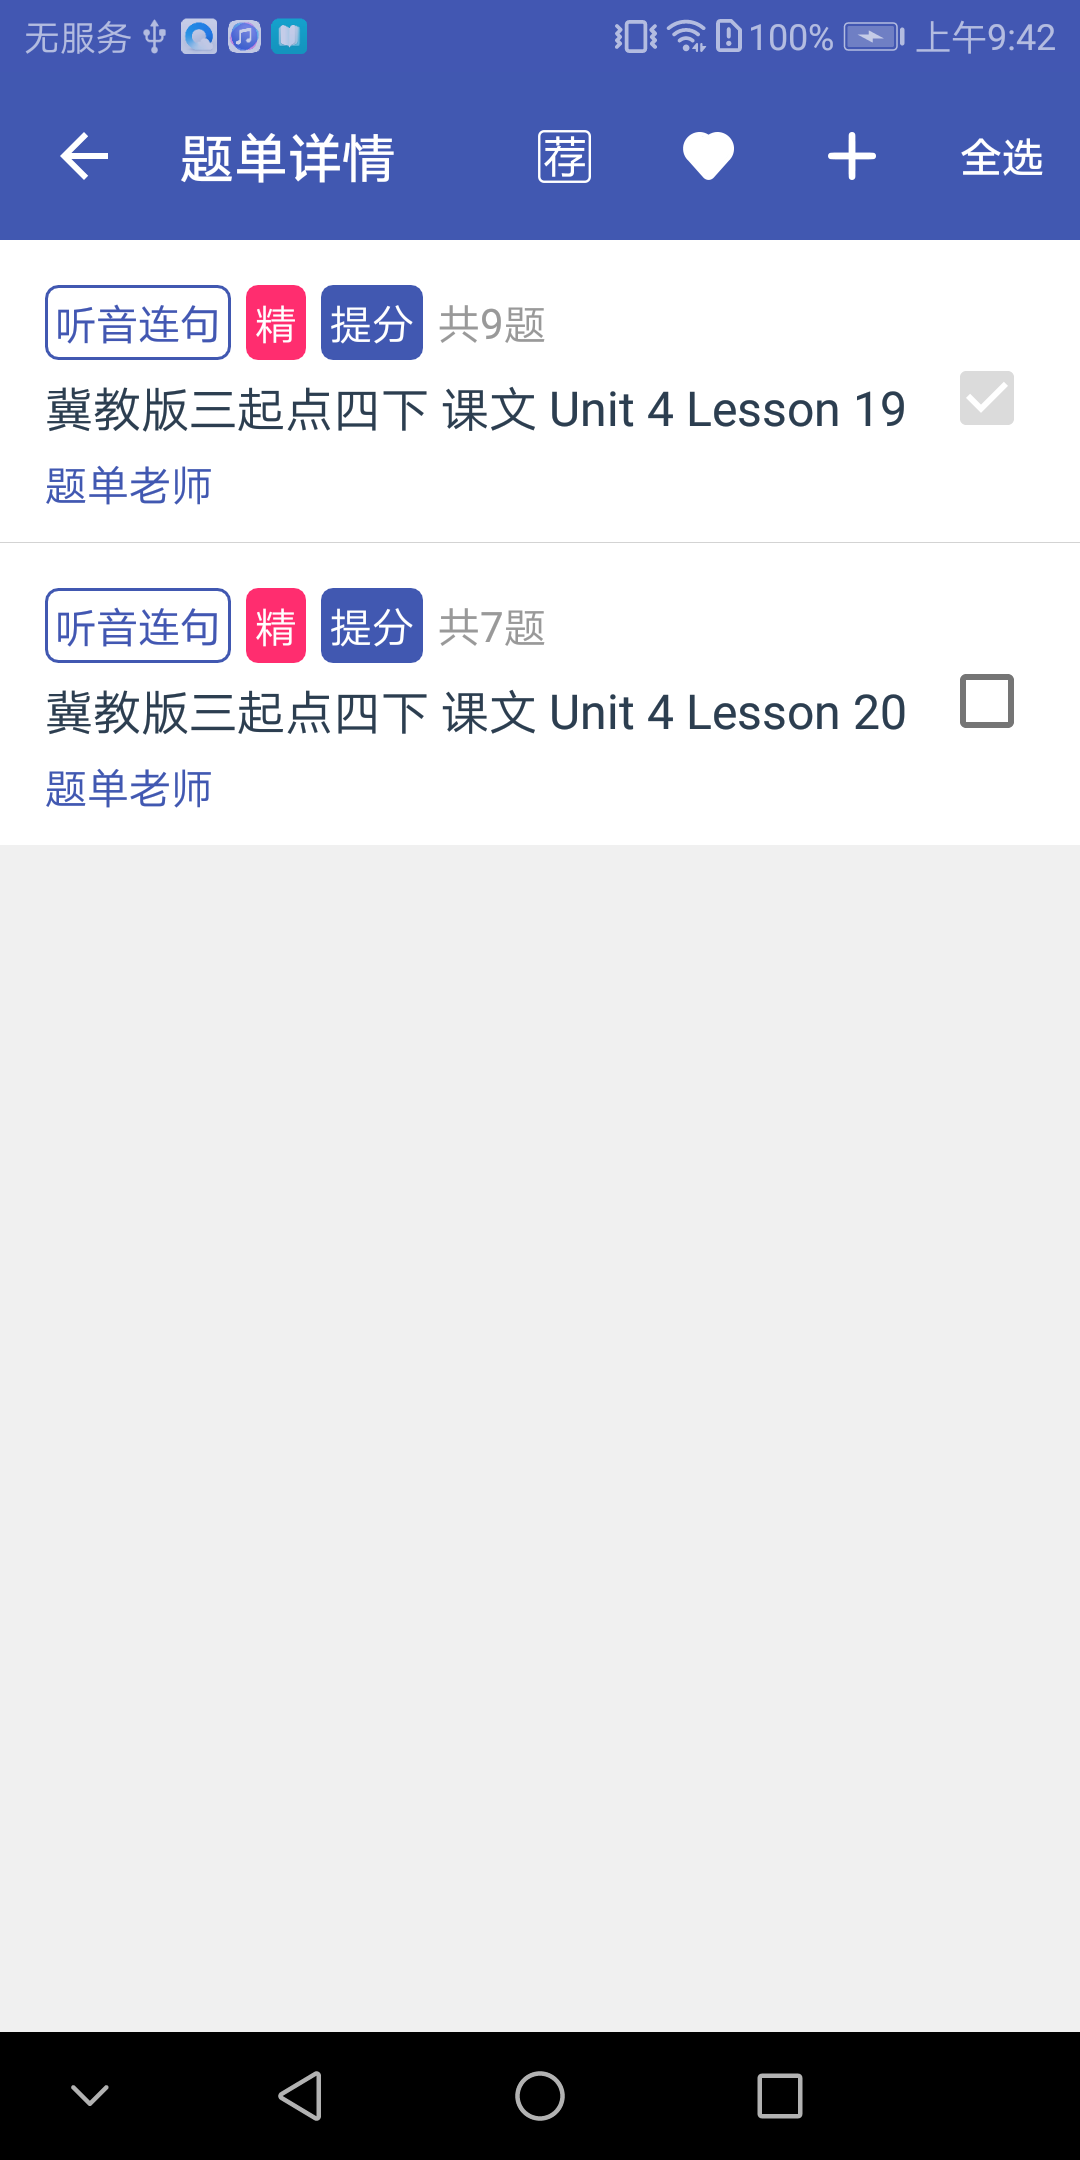 无服务 100% 上午9:42
题单详情 荐 全选
听音连句 精 提分 共9题
冀教版三起点四下 课文 Unit 4 Lesson 19
题单老师
听音连句 精 提分 共7题
冀教版三起点四下 课文 Unit 4 Lesson 20
题单老师